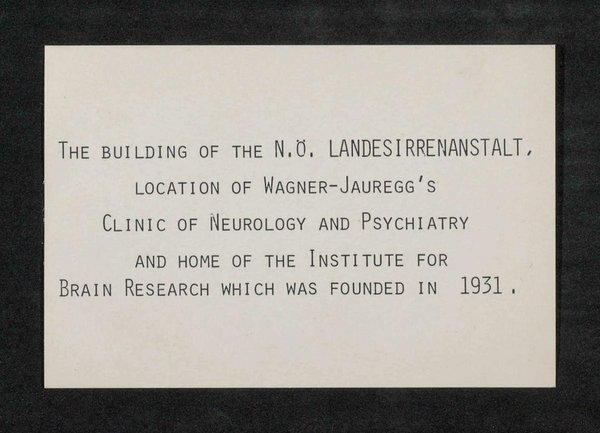 The building of the N.Ö. LANDESIRRENANSTALT,
location of Wagner-Jauregg's
Clinic of Neurology and Psychiatry
and home of the Institute for
Brain Research which was founded in 1931.